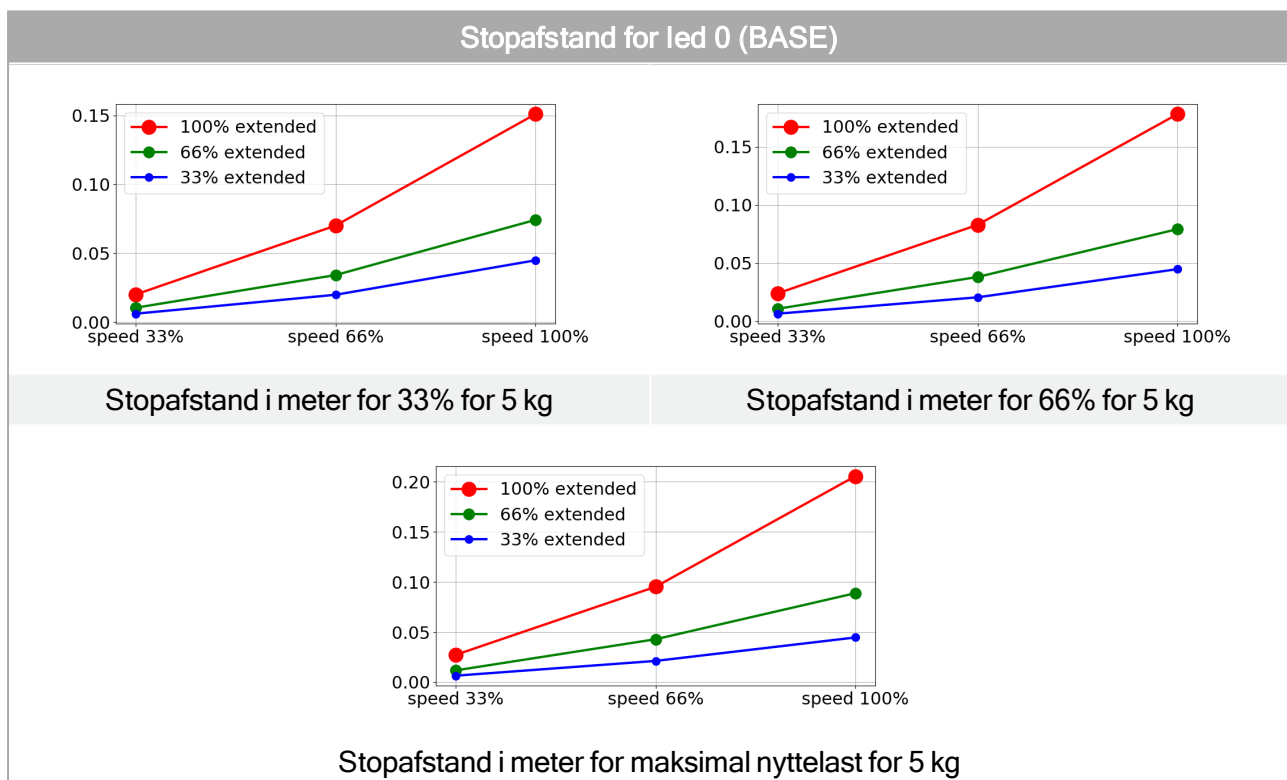 Stopafstand for led 0 (BASE)
0.15
0.10
0.05
0.00
100% extended
66% extended
33% extended
speed 33% speed 66% speed 100%
0.15
0.10
0.05
0.00
100% extended
66% extended
33% extended
speed 33% speed 66% speed 100%
Stopafstand i meter for 33% for 5 kg
Stopafstand i meter for 66% for 5 kg
0.20
0.15
0.10
0.05
0.00
100% extended
66% extended
33% extended
speed 33% speed 66% speed 100%
Stopafstand i meter for maksimal nyttelast for 5 kg